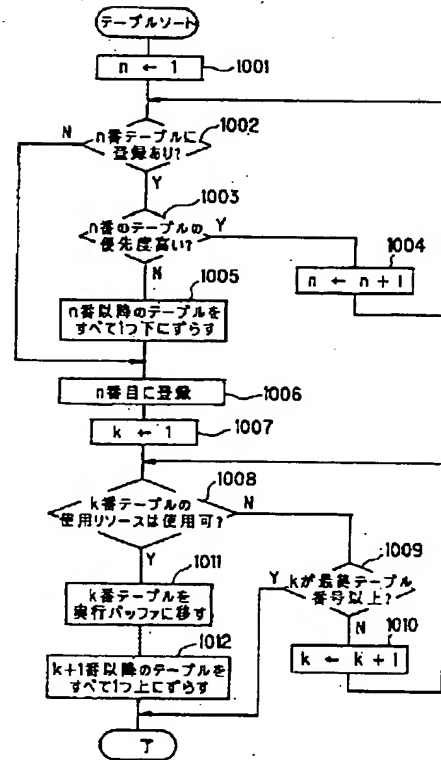 テーブルソート
n ← 1
1001
n番テーブルに
登録あり?
1002
N
Y
n番のテーブルの
優先度高い?
1003
Y
N
n ← n+1
1004
n番以降のテーブルを
すべて1つ下にずらす
1005
n番目に登録
1006
k ← 1
1007
k番テーブルの
使用リソースは使用可?
1008
N
Y
kが最終テーブル
番号以上?
1009
Y
N
k ← k+1
1010
k番テーブルを
実行バッファに移す
1011
k+1番以降のテーブルを
すべて1つ上にずらす
1012
了